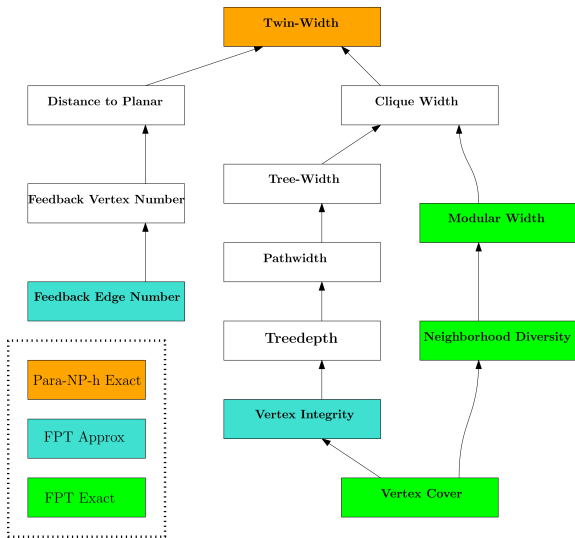 Twin-Width
Distance to Planar
Clique Width
Tree-Width
Feedback Vertex Number
Modular Width
Pathwidth
Feedback Edge Number
Treedepth
Neighborhood Diversity
Para-NP-h Exact
Vertex Integrity
FPT Approx
Vertex Cover
FPT Exact